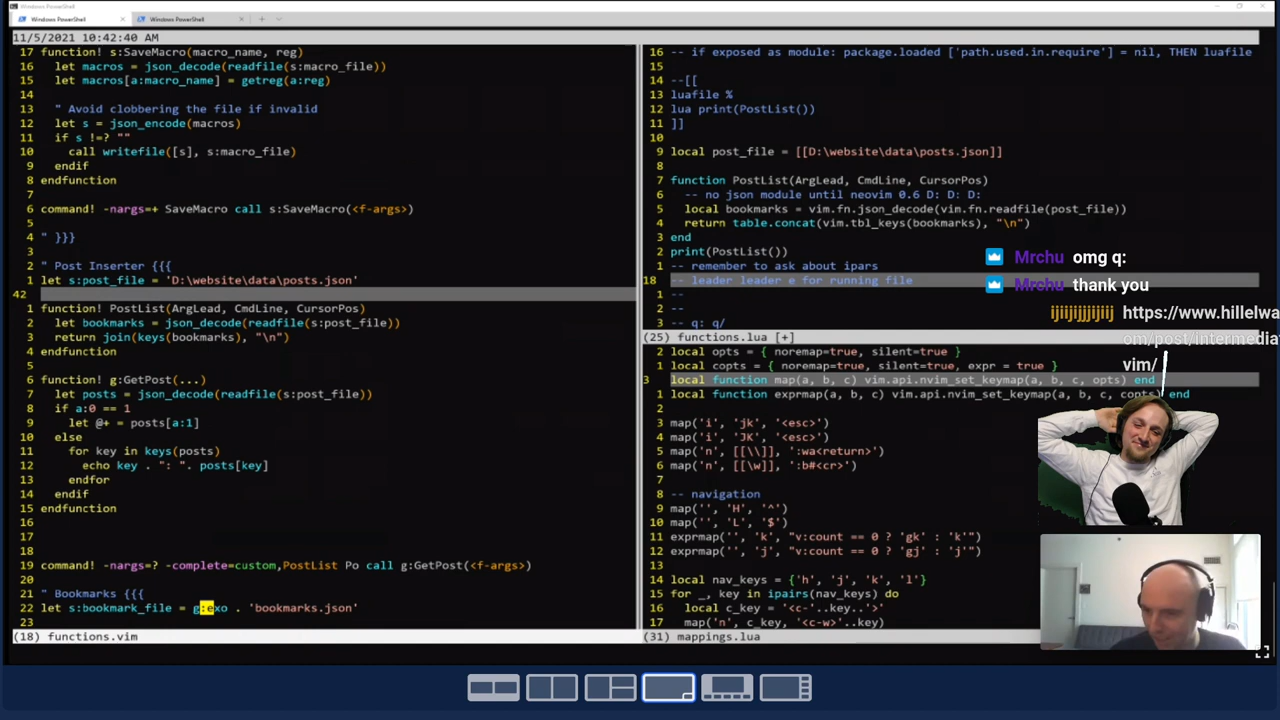 Windows PowerShell
Windows PowerShell
11/5/2021 10:42:40 AM
17 function! s:SaveMacro(macro_name, reg)
16 let macros = json_decode(readfile(s:macro_file))
15 let macros[a:macro_name] = getreg(a:reg)
14
13 " Avoid clobbering the file if invalid
12 let s = json_encode(macros)
11 if s !=? ""
10 call writefile([s], s:macro_file)
9 endif
8 endfunction
7
6 command! -nargs=+ SaveMacro call s:SaveMacro(<f-args>)
5
4 " }}}
3
2 " Post Inserter {{{
1 let s:post_file = 'D:\website\data\posts.json'
42
1 function! PostList(ArgLead, CmdLine, CursorPos)
2 let bookmarks = json_decode(readfile(s:post_file))
3 return join(keys(bookmarks), "\n")
4 endfunction
5
6 function! g:GetPost(...)
7 let posts = json_decode(readfile(s:post_file))
8 if a:0 == 1
9 let @+ = posts[a:1]
10 else
11 for key in keys(posts)
12 echo key . ": ". posts[key]
13 endfor
14 endif
15 endfunction
16
17
18
19 command! -nargs=? -complete=custom,PostList Po call g:GetPost(<f-args>)
20
21 " Bookmarks {{{
22 let s:bookmark_file = g:exo . 'bookmarks.json'
23
(18) functions.vim
16 -- if exposed as module: package.loaded ['path.used.in.require'] = nil, THEN luafile
15
14 --[[
13 luafile %
12 lua print(PostList())
11 ]]
10
9 local post_file = [[D:\website\data\posts.json]]
8
7 function PostList(ArgLead, CmdLine, CursorPos)
6 -- no json module until neovim 0.6 D: D: D:
5 local bookmarks = vim.fn.json_decode(vim.fn.readfile(post_file))
4 return table.concat(vim.tbl_keys(bookmarks), "\n")
3 end
2 print(PostList())
1 -- remember to ask about ipars
18 -- leader leader e for running file
1 --
2 --
3 -- q: q/
(25) functions.lua [+]
2 local opts = { noremap=true, silent=true }
1 local copts = { noremap=true, silent=true, expr = true }
3 local function map(a, b, c) vim.api.nvim_set_keymap(a, b, c, opts) end
1 local function exprmap(a, b, c) vim.api.nvim_set_keymap(a, b, c, copts) end
2
3 map('i', 'jk', '<esc>')
4 map('i', 'JK', '<esc>')
5 map('n', [[\\]], ':wa<return>')
6 map('n', [[\w]], ':b#<cr>')
7
8 -- navigation
9 map('', 'H', '^')
10 map('', 'L', '$')
11 exprmap('', 'k', "v:count == 0 ? 'gk' : 'k'")
12 exprmap('', 'j', "v:count == 0 ? 'gj' : 'j'")
13
14 local nav_keys = {'h', 'j', 'k', 'l'}
15 for _, key in ipairs(nav_keys) do
16 local c_key = '<c-'..key..'>'
17 map('n', c_key, '<c-w>'..key)
(31) mappings.lua
Mrchu omg q:
Mrchu thank you
https://www.hillelwa
om/post/intermedia
vim/